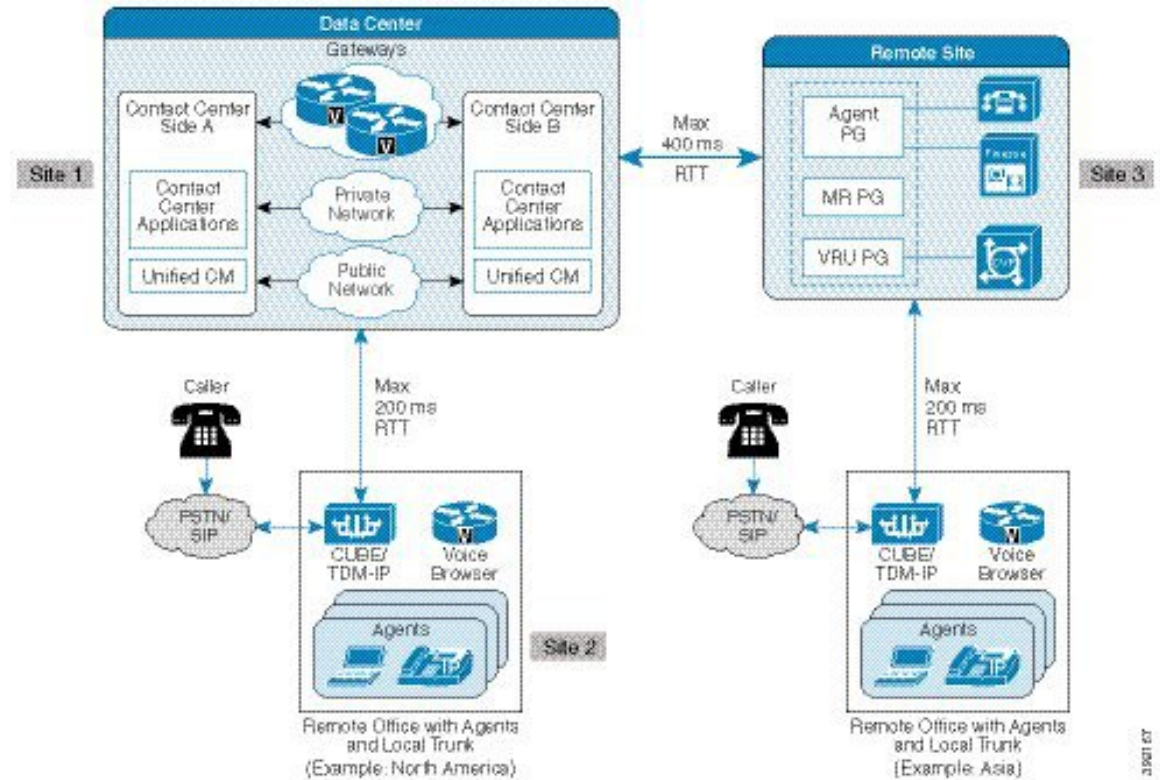 Data Center
Gateways
Contact Center
Side A
Contact Center
Side B
Site 1
V
V
Contact
Center
Applications
Private
Network
Contact
Center
Applications
Unified CM
Public
Network
Unified CM
Max
400 ms
RTT
Remote Site
Agent
PG
Finesse
MR PG
VRU PG
CVP
Site 3
Caller
Max
200 ms
RTT
PSTN/
SIP
CUBE/
TDM-IP
Voice
Browser
Agents
IP
Site 2
Remote Office with Agents
and Local Trunk
(Example: North America)
Caller
Max
200 ms
RTT
PSTN/
SIP
CUBE/
TDM-IP
Voice
Browser
Agents
IP
Remote Office with Agents
and Local Trunk
(Example: Asia)